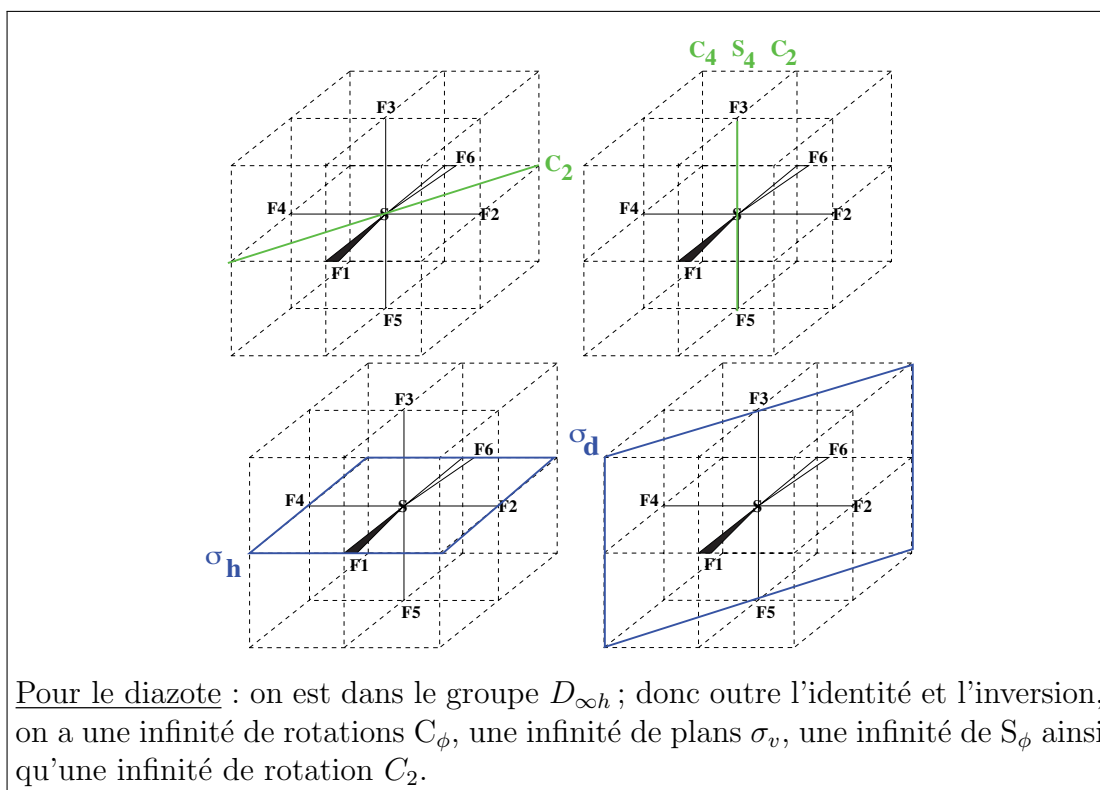 C4 S4 C2
F3
F6
C2
F4
S
F2
F1
F5
F3
F6
F4
S
F2
F1
F5
F3
F6
F4
S
F2
σh
F1
F5
σd
F3
F6
F4
S
F2
F1
F5
Pour le diazote : on est dans le groupe D∞h ; donc outre l'identité et l'inversion,
on a une infinité de rotations Cϕ, une infinité de plans σv, une infinité de Sϕ ainsi
qu'une infinité de rotation C2.